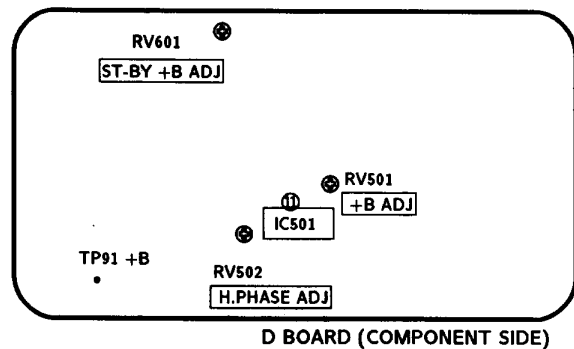 RV601
ST-BY +B ADJ
RV501
+B ADJ
11
IC501
TP91 +B
RV502
H.PHASE ADJ
D BOARD (COMPONENT SIDE)